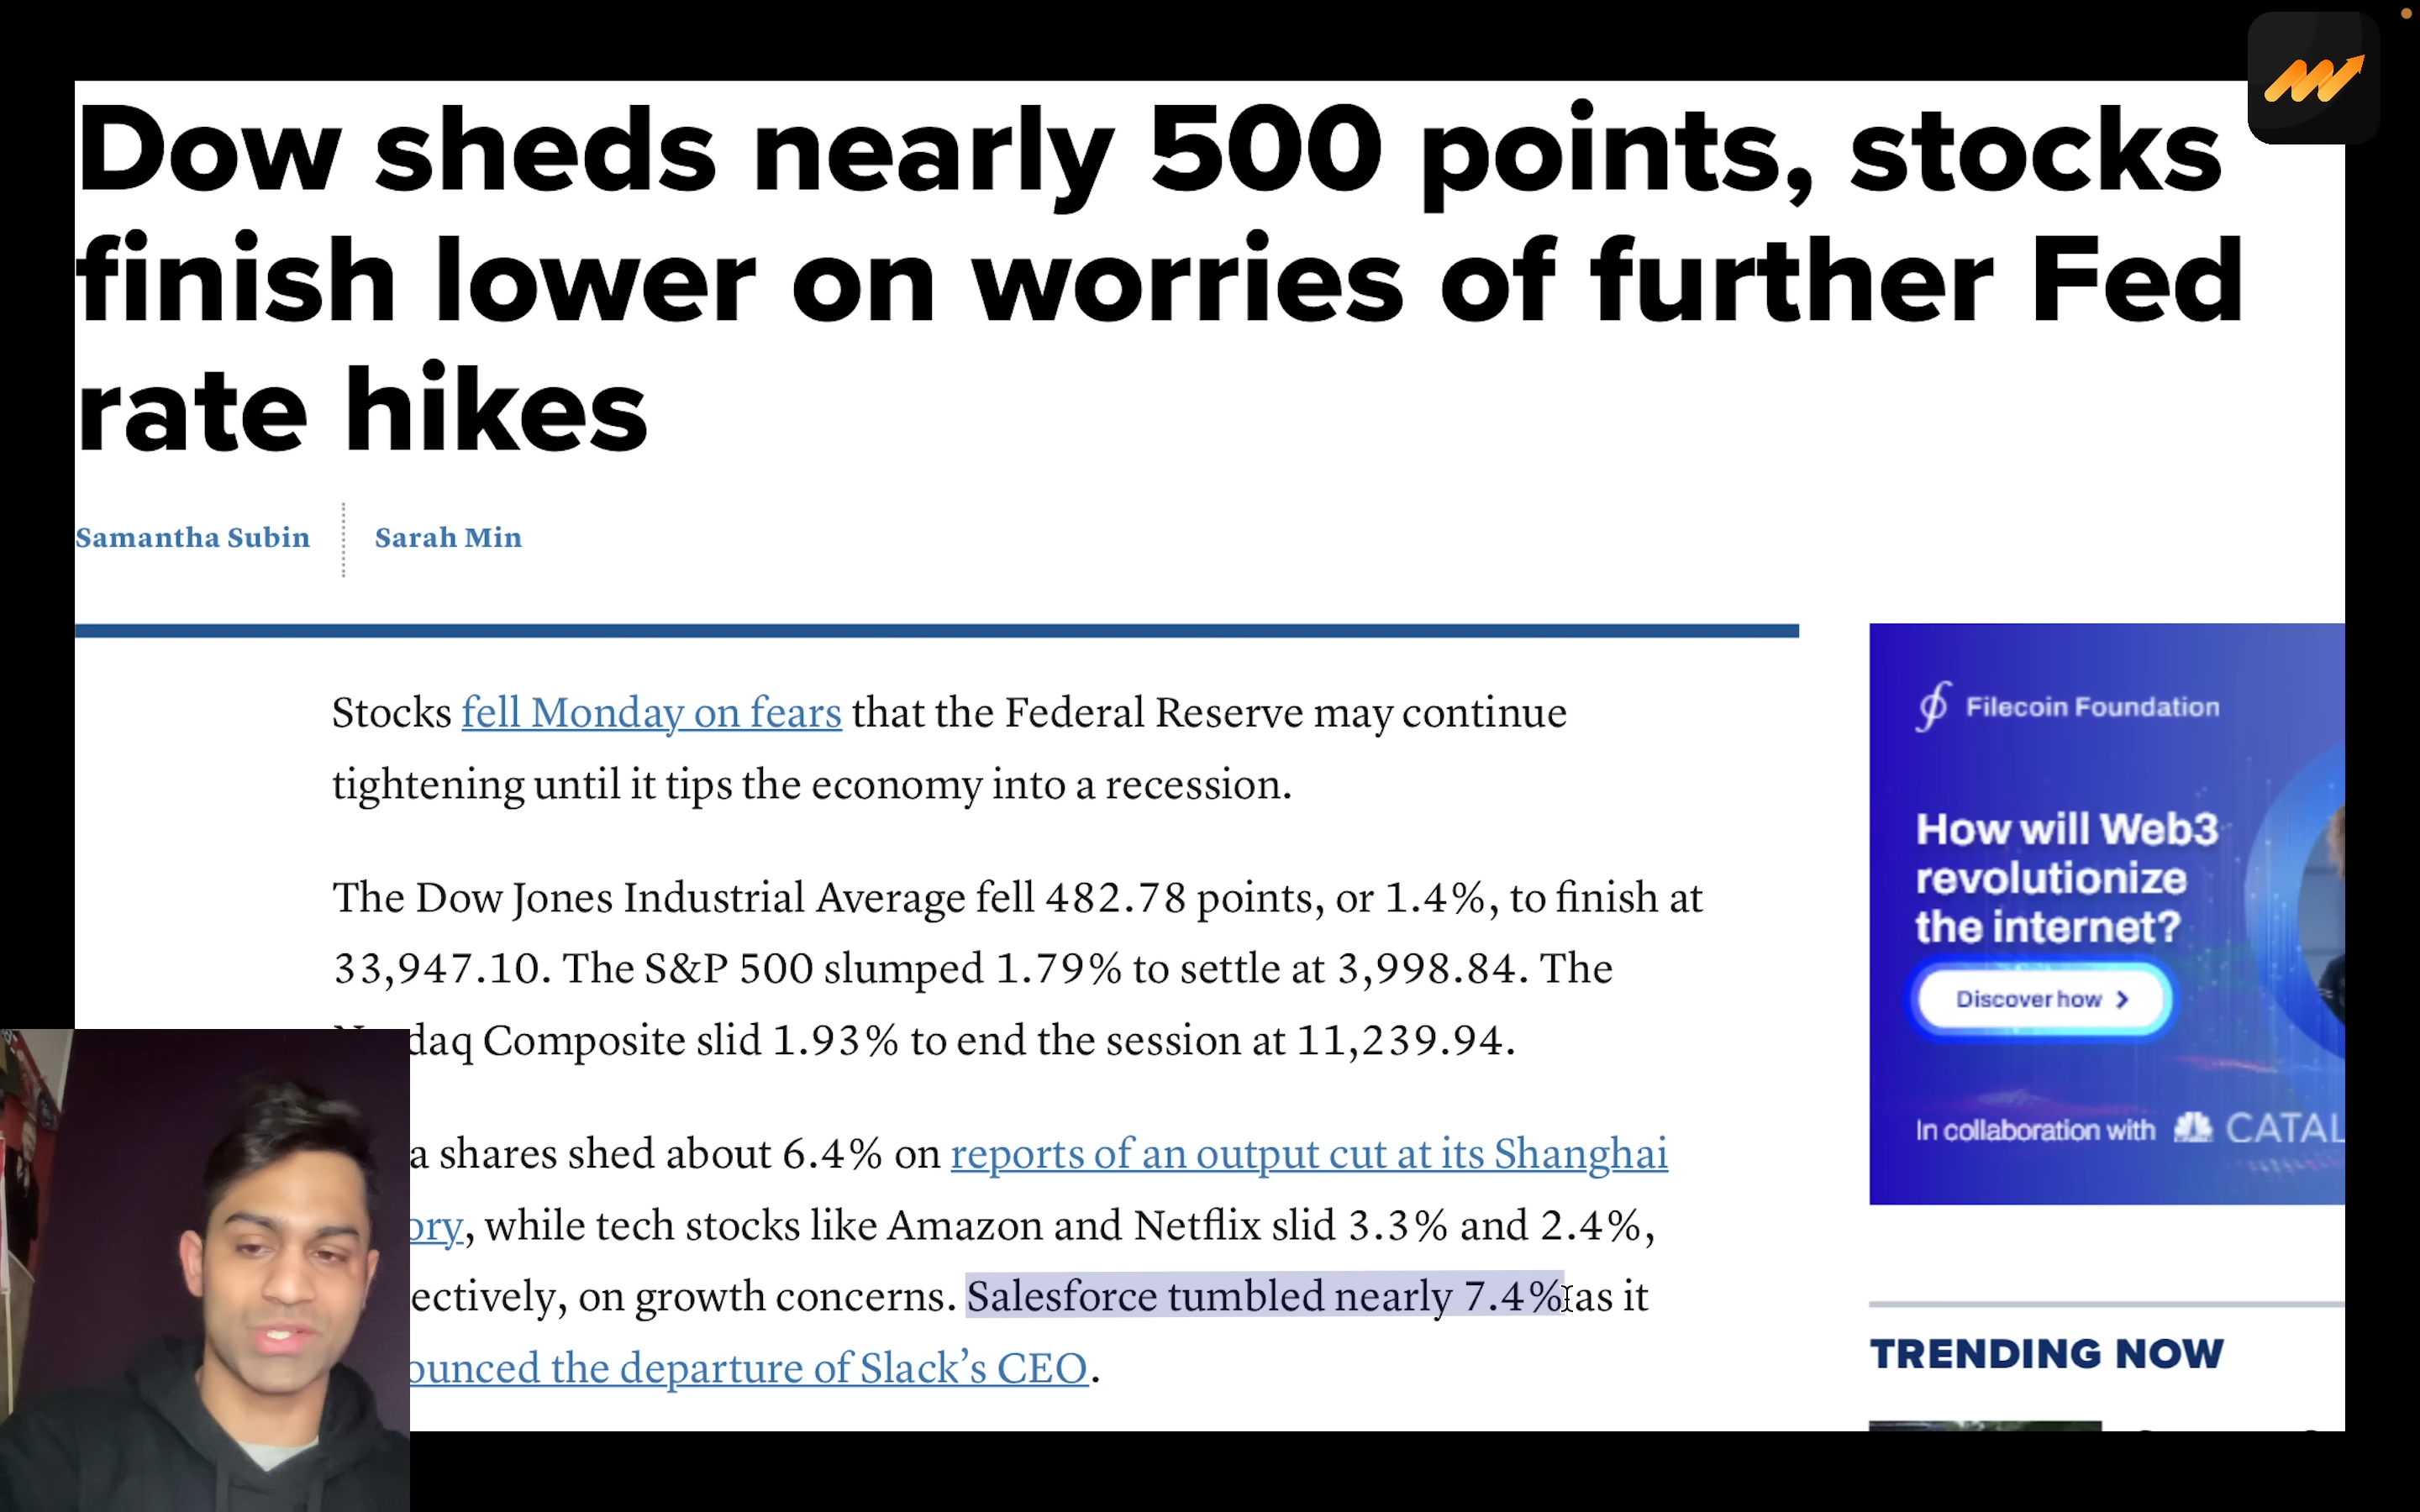 Dow sheds nearly 500 points, stocks
finish lower on worries of further Fed
rate hikes
Samantha Subin
Sarah Min
Stocks fell Monday on fears that the Federal Reserve may continue
tightening until it tips the economy into a recession.
The Dow Jones Industrial Average fell 482.78 points, or 1.4%, to finish at
33,947.10. The S&P 500 slumped 1.79% to settle at 3,998.84. The
daq Composite slid 1.93% to end the session at 11,239.94.
a shares shed about 6.4% on reports of an output cut at its Shanghai
ory, while tech stocks like Amazon and Netflix slid 3.3% and 2.4%,
ectively, on growth concerns. Salesforce tumbled nearly 7.4% as it
ounced the departure of Slack’s CEO.
Filecoin Foundation
How will Web3
revolutionize
the internet?
Discover how
In collaboration with CATAL
TRENDING NOW